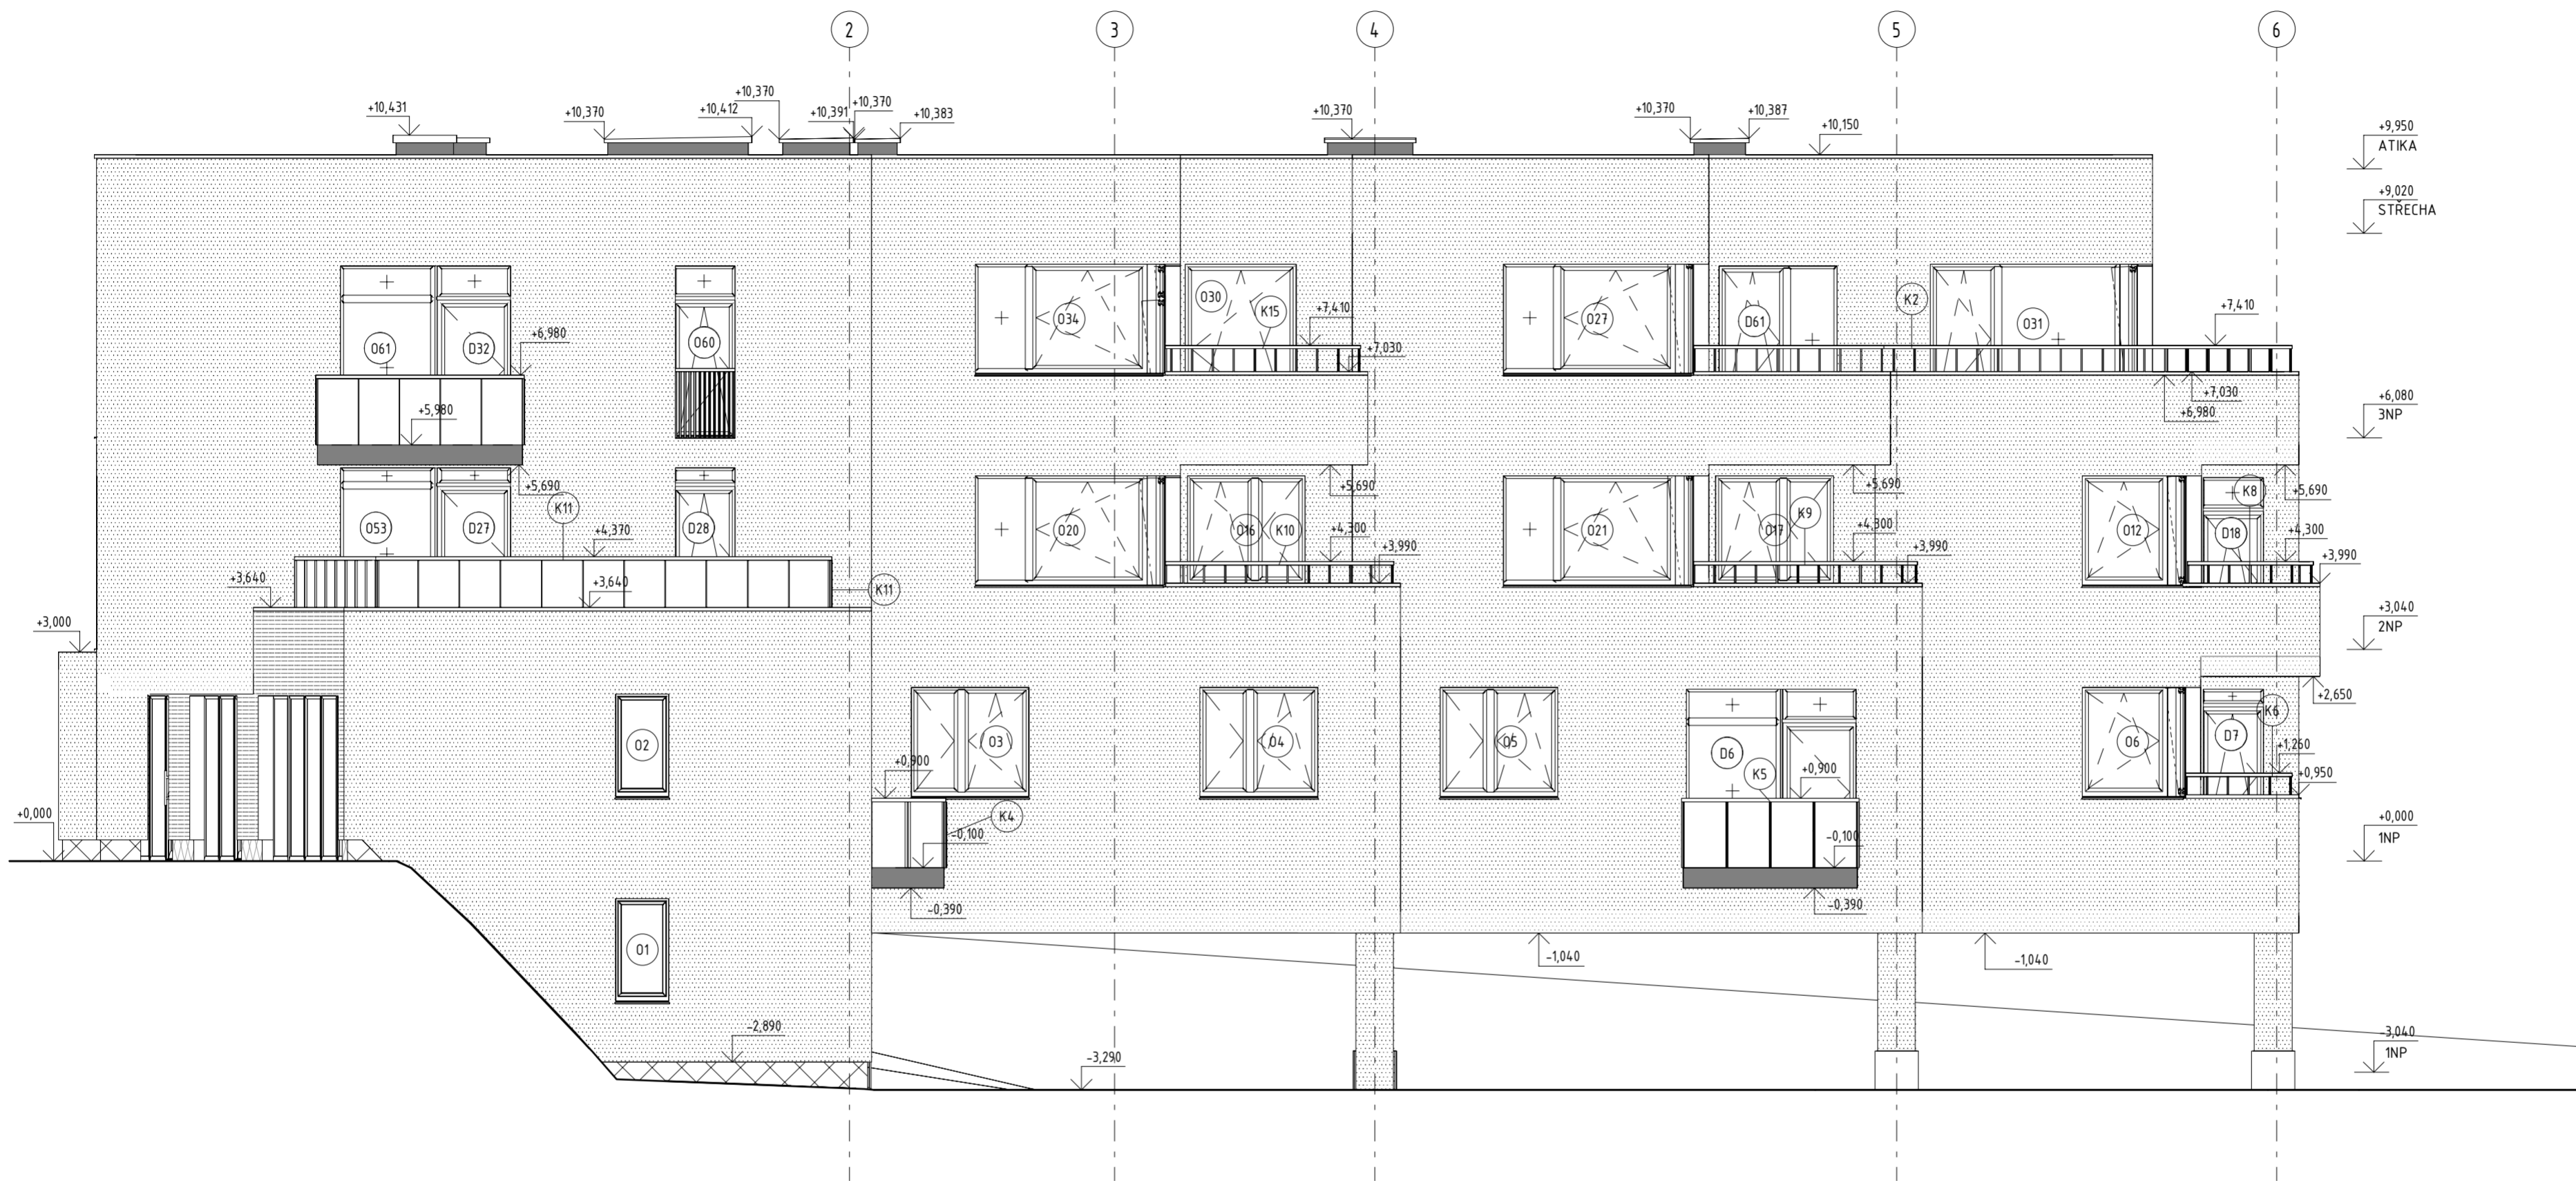 2
3
4
5
6
+10,431
+10,370
+10,412
+10,370
+10,391
+10,370
+10,383
+10,370
+10,370
+10,387
+10,150
+9,950
ATIKA
+9,020
STŘECHA
O61
D32
+6,980
O60
O34
O30
K15
+7,410
+7,030
O27
D61
K2
O31
+7,410
+7,030
+6,980
+6,080
3NP
+5,980
+5,690
K11
O53
D27
D28
+4,370
O20
O16
K10
+5,690
+4,300
+3,990
O21
O17
K9
+5,690
+4,300
+3,990
O12
K8
D18
+5,690
+4,300
+3,990
+3,640
+3,640
K11
+3,000
+3,040
2NP
+2,650
O2
O3
O4
O5
D6
K5
+0,900
O6
D7
K6
+1,260
+0,950
+0,900
K4
-0,100
-0,100
+0,000
+0,000
1NP
-0,390
-0,390
O1
-1,040
-1,040
-2,890
-3,290
-3,040
1NP